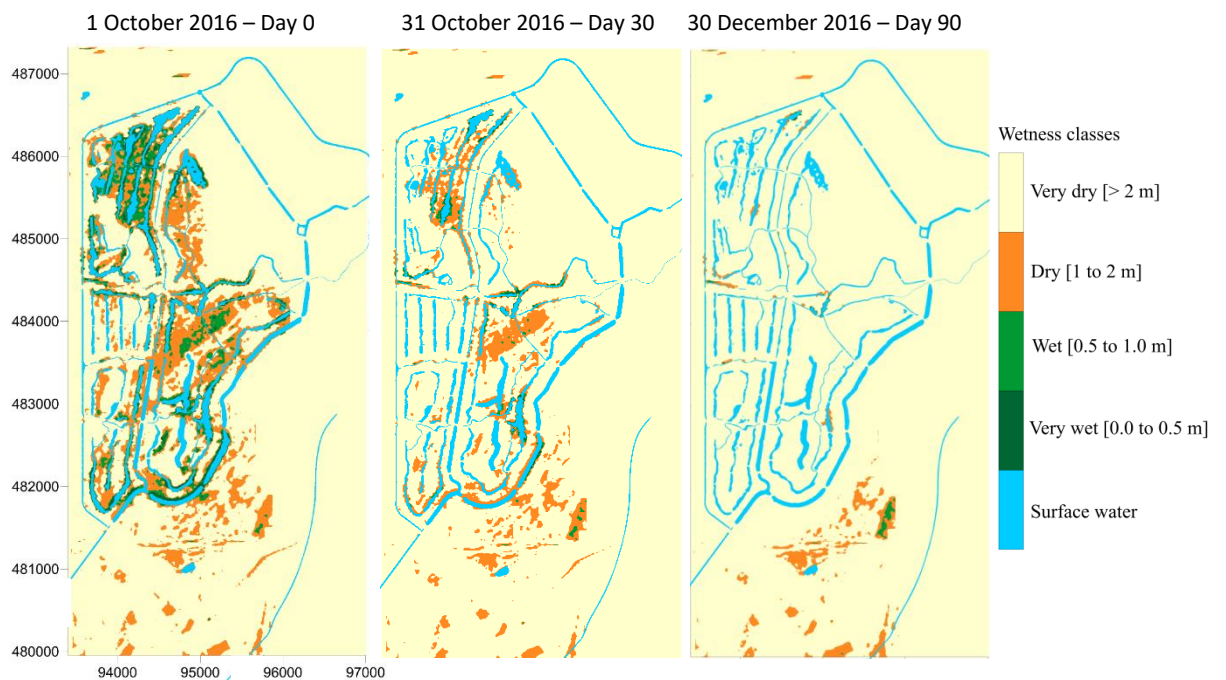 1 October 2016 – Day 0
31 October 2016 – Day 30
30 December 2016 – Day 90
487000
486000
485000
484000
483000
482000
481000
480000
94000
95000
96000
97000
Wetness classes
Very dry [> 2 m]
Dry [1 to 2 m]
Wet [0.5 to 1.0 m]
Very wet [0.0 to 0.5 m]
Surface water